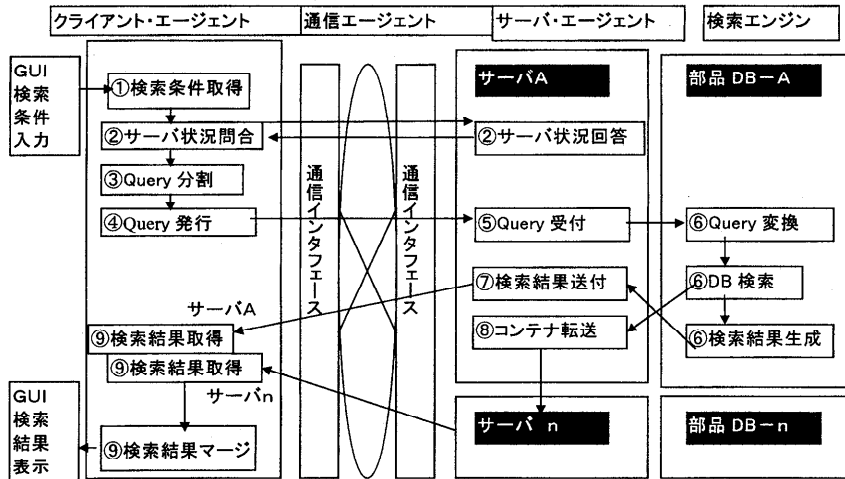 クライアント・エージェント
通信エージェント
サーバ・エージェント
検索エンジン
GUI
検索
条件
入力
①検索条件取得
②サーバ状況問合
③Query 分割
④Query 発行
通信インタフェース
通信インタフェース
サーバA
②サーバ状況回答
⑤Query 受付
⑦検索結果送付
⑧コンテナ転送
部品 DB－A
⑥Query 変換
⑥DB 検索
⑥検索結果生成
サーバA
⑨検索結果取得
⑨検索結果取得
サーバn
⑨検索結果マージ
GUI
検索
結果
表示
サーバ n
部品 DB－n